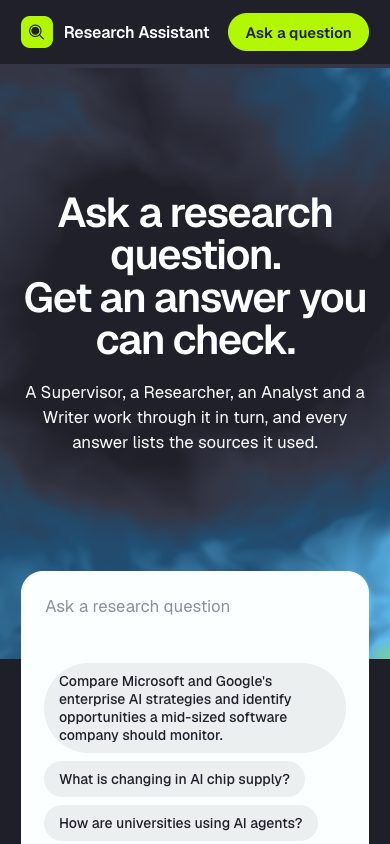 Research Assistant
Ask a question
Ask a research
question.
Get an answer you
can check.
A Supervisor, a Researcher, an Analyst and a
Writer work through it in turn, and every
answer lists the sources it used.
Ask a research question
Compare Microsoft and Google's
enterprise AI strategies and identify
opportunities a mid-sized software
company should monitor.
What is changing in AI chip supply?
How are universities using AI agents?